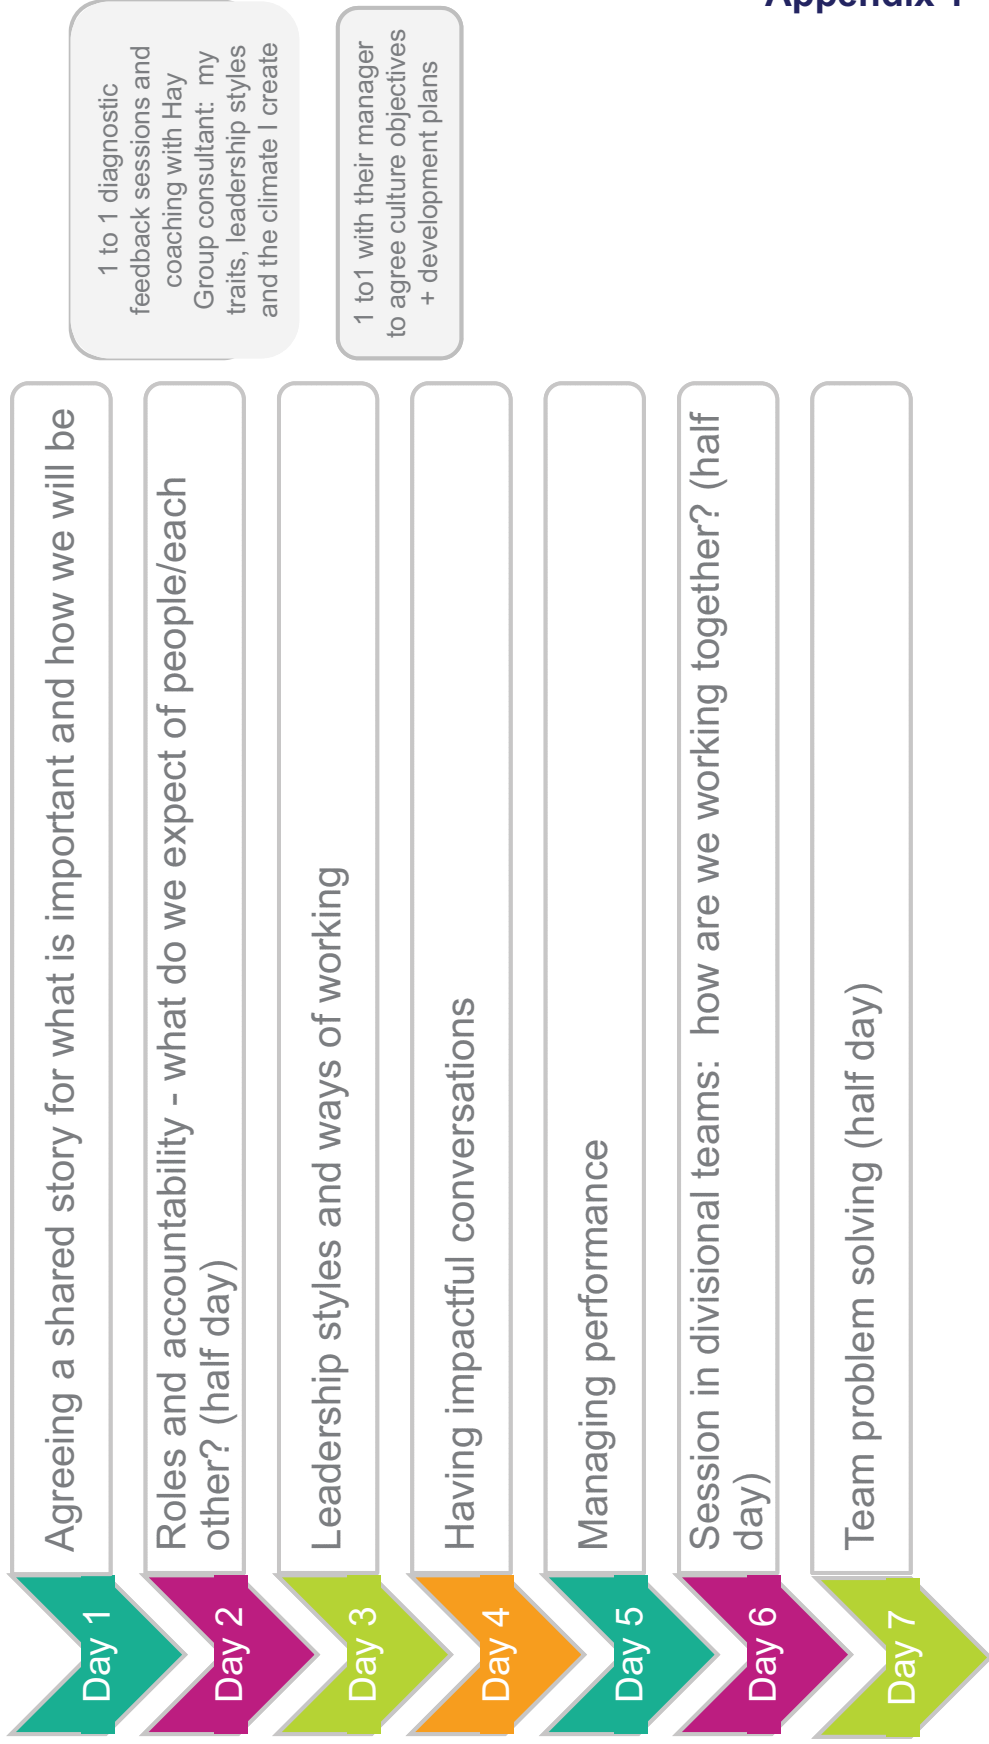 Appendix 1
Day 1
Agreeing a shared story for what is important and how we will be
Day 2
Roles and accountability - what do we expect of people/each
other? (half day)
Day 3
Leadership styles and ways of working
Day 4
Having impactful conversations
Day 5
Managing performance
Day 6
Session in divisional teams:  how are we working together? (half
day)
Day 7
Team problem solving (half day)
1 to 1 diagnostic
feedback sessions and
coaching with Hay
Group consultant:  my
traits, leadership styles
and the climate I create
1 to1 with their manager
to agree culture objectives
+ development plans